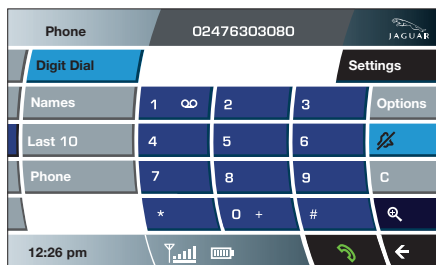 Phone 02476303080 JAGUAR
Digit Dial Settings
Names 1 2 3 Options
Last 10 4 5 6
Phone 7 8 9 C
* 0 + #
12:26 pm